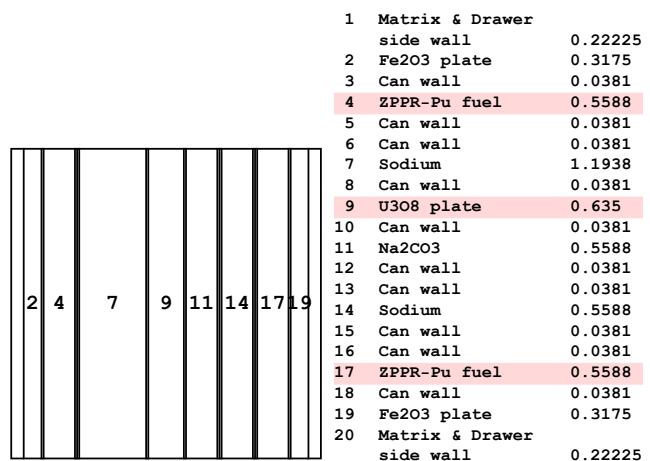 1 Matrix & Drawer
side wall 0.22225
2 Fe2O3 plate 0.3175
3 Can wall 0.0381
4 ZPPR-Pu fuel 0.5588
5 Can wall 0.0381
6 Can wall 0.0381
7 Sodium 1.1938
8 Can wall 0.0381
9 U3O8 plate 0.635
10 Can wall 0.0381
11 Na2CO3 0.5588
12 Can wall 0.0381
13 Can wall 0.0381
14 Sodium 0.5588
15 Can wall 0.0381
16 Can wall 0.0381
17 ZPPR-Pu fuel 0.5588
18 Can wall 0.0381
19 Fe2O3 plate 0.3175
20 Matrix & Drawer
side wall 0.22225
2 4 7 9 11 14 17 19